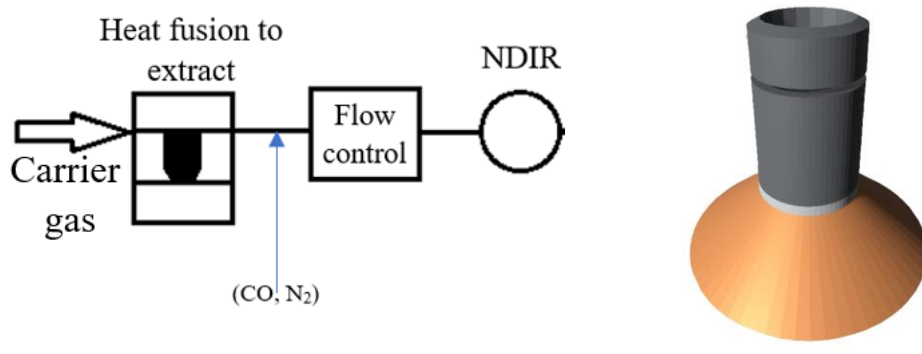 Heat fusion to
extract
NDIR
Flow
control
Carrier
gas
(CO, N₂)